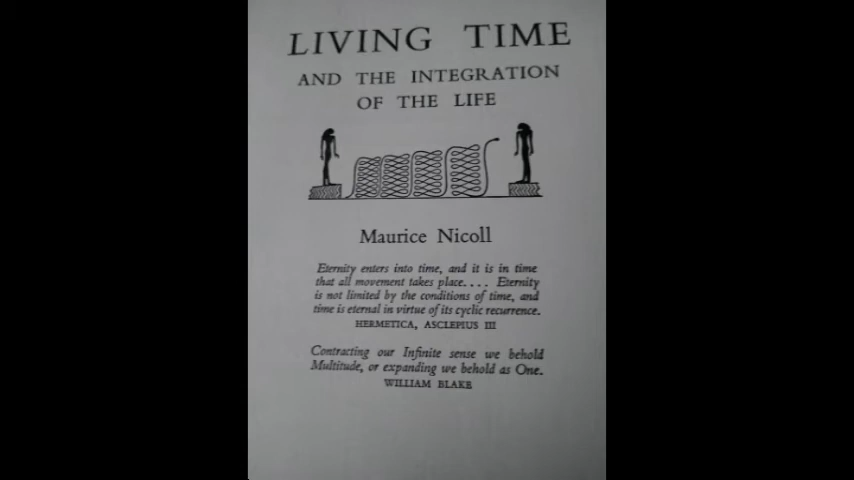 LIVING TIME
AND THE INTEGRATION
OF THE LIFE
Maurice Nicoll
Eternity enters into time, and it is in time
that all movement takes place.... Eternity
is not limited by the conditions of time, and
time is eternal in virtue of its cyclic recurrence.
HERMETICA, ASCLEPIUS III
Contracting our Infinite sense we behold
Multitude, or expanding we behold as One.
WILLIAM BLAKE